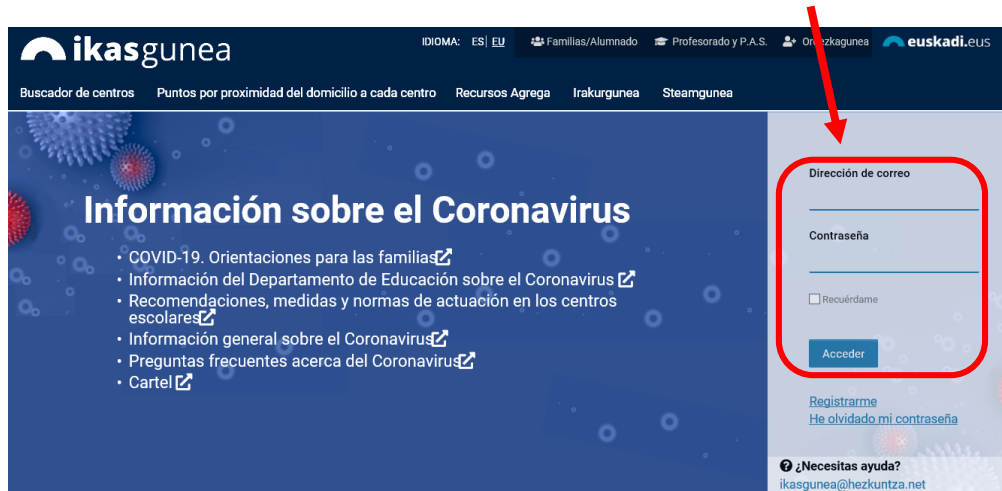 ikasgunea
IDIOMA: ES| EU
Familias/Alumnado
Profesorado y P.A.S.
euskadi.eus
Buscador de centros
Puntos por proximidad del domicilio a cada centro
Recursos Agrega
Irakurgunea
Steamgunea
Información sobre el Coronavirus
• COVID-19. Orientaciones para las familias
• Información del Departamento de Educación sobre el Coronavirus
• Recomendaciones, medidas y normas de actuación en los centros
escolares
• Información general sobre el Coronavirus
• Preguntas frecuentes acerca del Coronavirus
• Cartel
Dirección de correo
Contraseña
Recuérdame
Acceder
Registrarme
He olvidado mi contraseña
¿Necesitas ayuda?
ikasgunea@hezkuntza.net